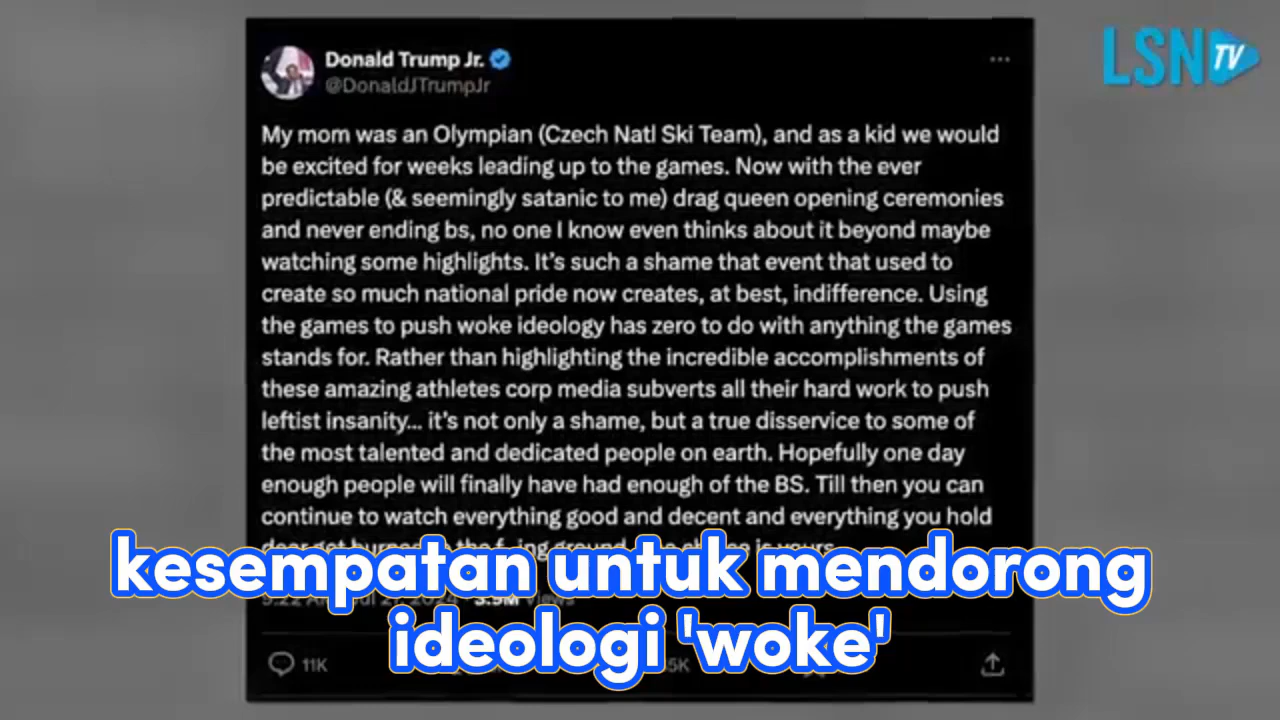 Donald Trump Jr.
@DonaldJTrumpJr
LSN TV
My mom was an Olympian (Czech Natl Ski Team), and as a kid we would
be excited for weeks leading up to the games. Now with the ever
predictable (& seemingly satanic to me) drag queen opening ceremonies
and never ending bs, no one I know even thinks about it beyond maybe
watching some highlights. It's such a shame that event that used to
create so much national pride now creates, at best, indifference. Using
the games to push woke ideology has zero to do with anything the games
stands for. Rather than highlighting the incredible accomplishments of
these amazing athletes corp media subverts all their hard work to push
leftist insanity... it's not only a shame, but a true disservice to some of
the most talented and dedicated people on earth. Hopefully one day
enough people will finally have had enough of the BS. Till then you can
continue to watch everything good and decent and everything you hold
kesempatan untuk mendorong
ideologi 'woke'
3.9M Views
11K